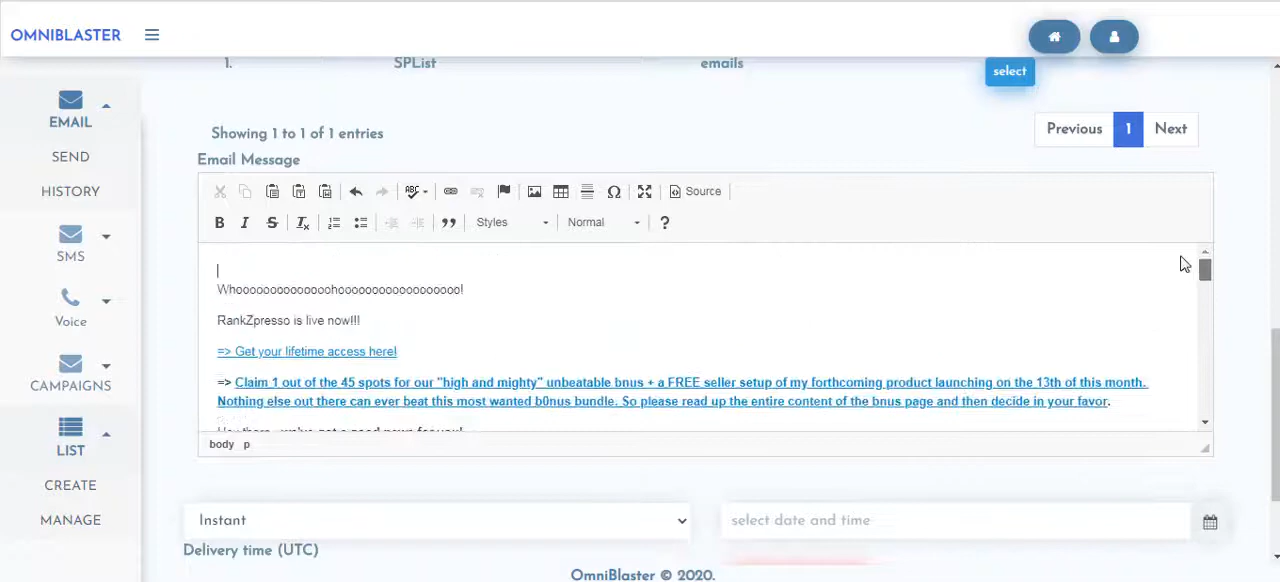 OMNIBLASTER
1. SPList emails select
Showing 1 to 1 of 1 entries
Previous 1 Next
Email Message
ABC Source
B I S Tx Styles Normal ?
Whoooooooooooooohoooooooooooooooooo!
RankZpresso is live now!!!
=> Get your lifetime access here!
=> Claim 1 out of the 45 spots for our "high and mighty" unbeatable bnus + a FREE seller setup of my forthcoming product launching on the 13th of this month.
Nothing else out there can ever beat this most wanted b0nus bundle. So please read up the entire content of the bnus page and then decide in your favor.
body p
EMAIL
SEND
HISTORY
SMS
Voice
CAMPAIGNS
LIST
CREATE
MANAGE
Instant
select date and time
Delivery time (UTC)
OmniBlaster © 2020.